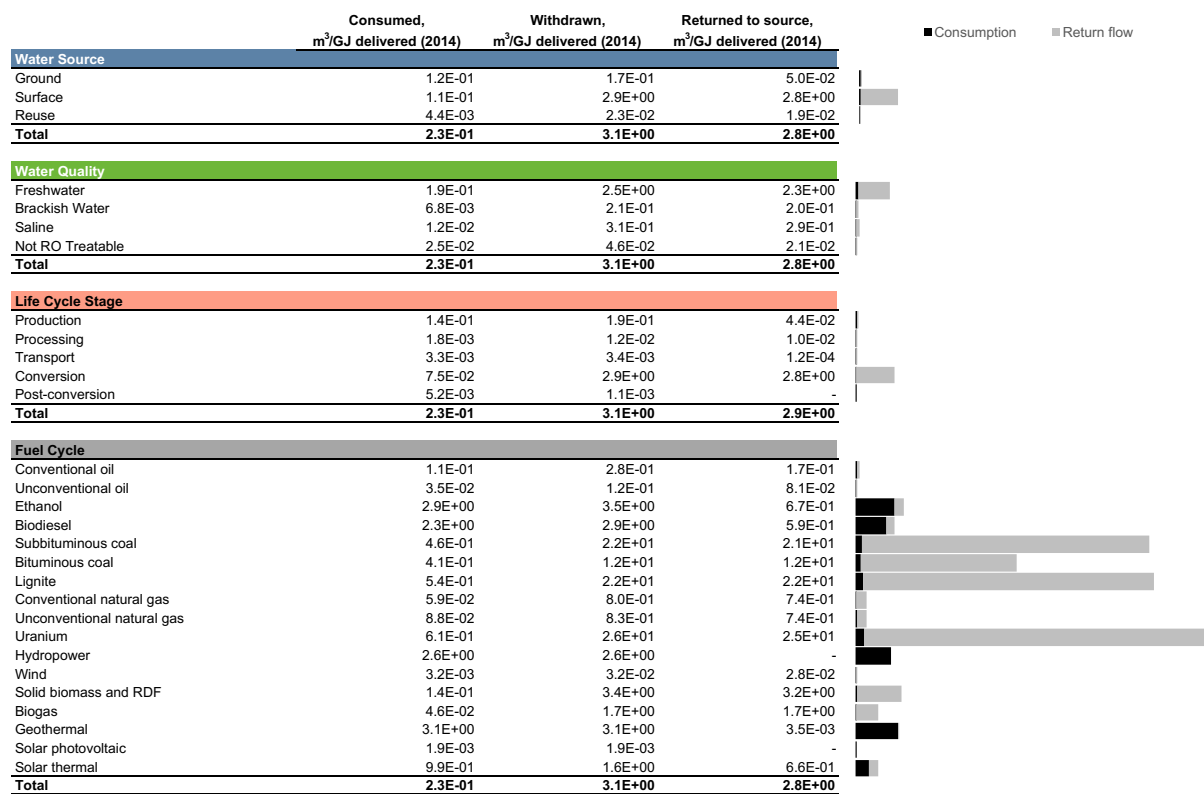 Consumed, Withdrawn, Returned to source,
m3/GJ delivered (2014) m3/GJ delivered (2014) m3/GJ delivered (2014)
Consumption Return flow
Water Source
Ground 1.2E-01 1.7E-01 5.0E-02
Surface 1.1E-01 2.9E+00 2.8E+00
Reuse 4.4E-03 2.3E-02 1.9E-02
Total 2.3E-01 3.1E+00 2.8E+00
Water Quality
Freshwater 1.9E-01 2.5E+00 2.3E+00
Brackish Water 6.8E-03 2.1E-01 2.0E-01
Saline 1.2E-02 3.1E-01 2.9E-01
Not RO Treatable 2.5E-02 4.6E-02 2.1E-02
Total 2.3E-01 3.1E+00 2.8E+00
Life Cycle Stage
Production 1.4E-01 1.9E-01 4.4E-02
Processing 1.8E-03 1.2E-02 1.0E-02
Transport 3.3E-03 3.4E-03 1.2E-04
Conversion 7.5E-02 2.9E+00 2.8E+00
Post-conversion 5.2E-03 1.1E-03 -
Total 2.3E-01 3.1E+00 2.9E+00
Fuel Cycle
Conventional oil 1.1E-01 2.8E-01 1.7E-01
Unconventional oil 3.5E-02 1.2E-01 8.1E-02
Ethanol 2.9E+00 3.5E+00 6.7E-01
Biodiesel 2.3E+00 2.9E+00 5.9E-01
Subbituminous coal 4.6E-01 2.2E+01 2.1E+01
Bituminous coal 4.1E-01 1.2E+01 1.2E+01
Lignite 5.4E-01 2.2E+01 2.2E+01
Conventional natural gas 5.9E-02 8.0E-01 7.4E-01
Unconventional natural gas 8.8E-02 8.3E-01 7.4E-01
Uranium 6.1E-01 2.6E+01 2.5E+01
Hydropower 2.6E+00 2.6E+00 -
Wind 3.2E-03 3.2E-02 2.8E-02
Solid biomass and RDF 1.4E-01 3.4E+00 3.2E+00
Biogas 4.6E-02 1.7E+00 1.7E+00
Geothermal 3.1E+00 3.1E+00 3.5E-03
Solar photovoltaic 1.9E-03 1.9E-03 -
Solar thermal 9.9E-01 1.6E+00 6.6E-01
Total 2.3E-01 3.1E+00 2.8E+00